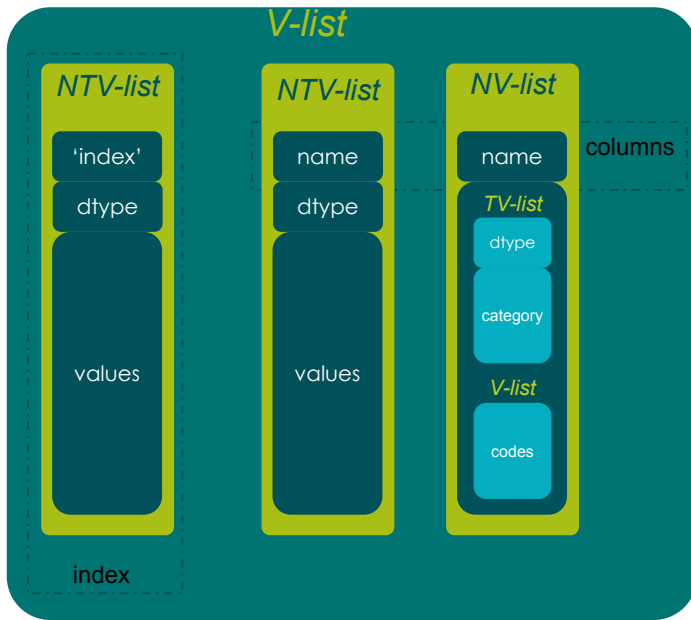 V-list
NTV-list
'index'
dtype
values
index
NTV-list
name
dtype
values
NV-list
name
columns
TV-list
dtype
category
V-list
codes